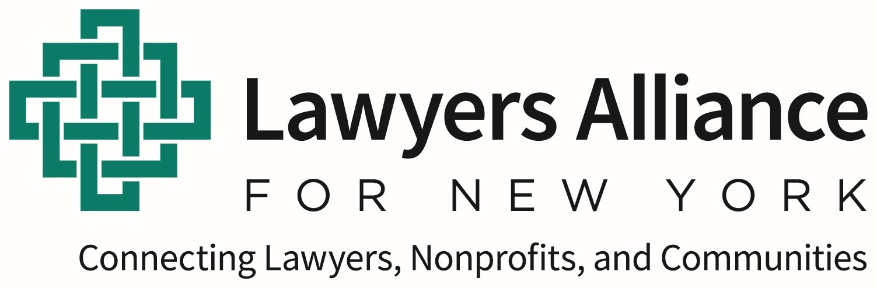 Lawyers Alliance
FOR NEW YORK
Connecting Lawyers, Nonprofits, and Communities